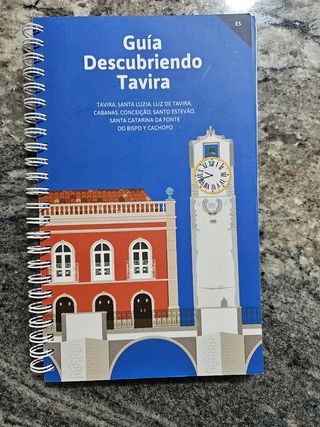 ES
Guía
Descubriendo
Tavira
TAVIRA, SANTA LUZIA, LUZ DE TAVIRA,
CABANAS, CONCEIÇÃO, SANTO ESTEVÃO,
SANTA CATARINA DA FONTE
DO BISPO Y CACHOPO